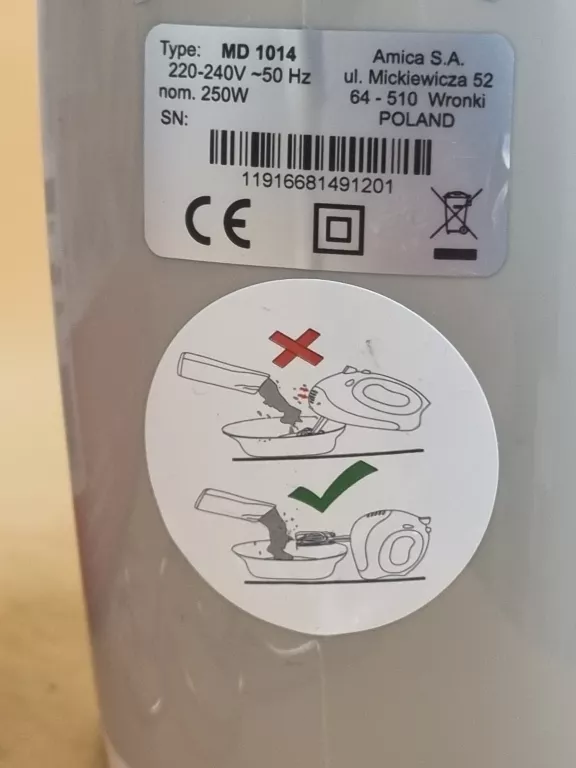 Type: MD 1014
220-240V ~50 Hz
nom. 250W
SN:
Amica S.A.
ul. Mickiewicza 52
64 - 510 Wronki
POLAND
11916681491201
CE